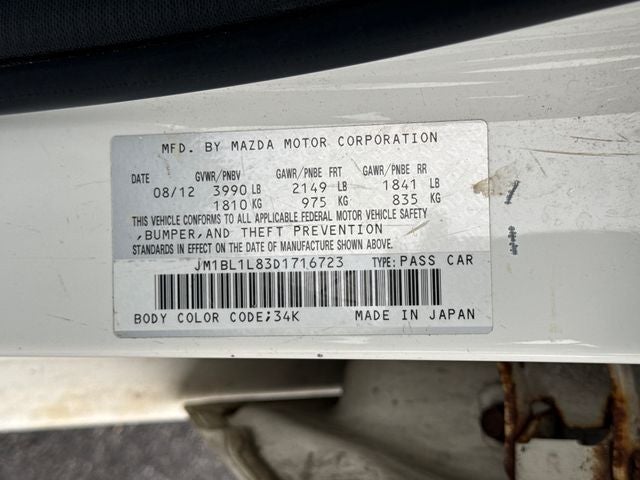 MFD. BY MAZDA MOTOR CORPORATION
DATE GVWR/PNBV GAWR/PNBE FRT GAWR/PNBE RR
08/12 3990 LB 2149 LB 1841 LB
1810 KG 975 KG 835 KG
THIS VEHICLE CONFORMS TO ALL APPLICABLE FEDERAL MOTOR VEHICLE SAFETY
,BUMPER,AND THEFT PREVENTION
STANDARDS IN EFFECT ON THE DATE OF MANUFACTURE SHOWN ABOVE.
JM1BL1L83D1716723 TYPE: PASS CAR
BODY COLOR CODE;34K MADE IN JAPAN